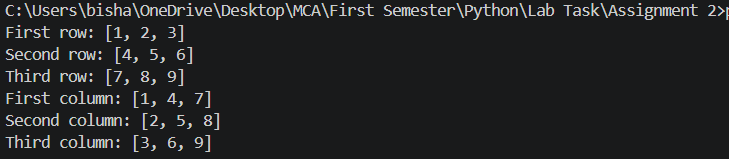 C:\Users\bisha\OneDrive\Desktop\MCA\First Semester\Python\Lab Task\Assignment 2>
First row: [1, 2, 3]
Second row: [4, 5, 6]
Third row: [7, 8, 9]
First column: [1, 4, 7]
Second column: [2, 5, 8]
Third column: [3, 6, 9]